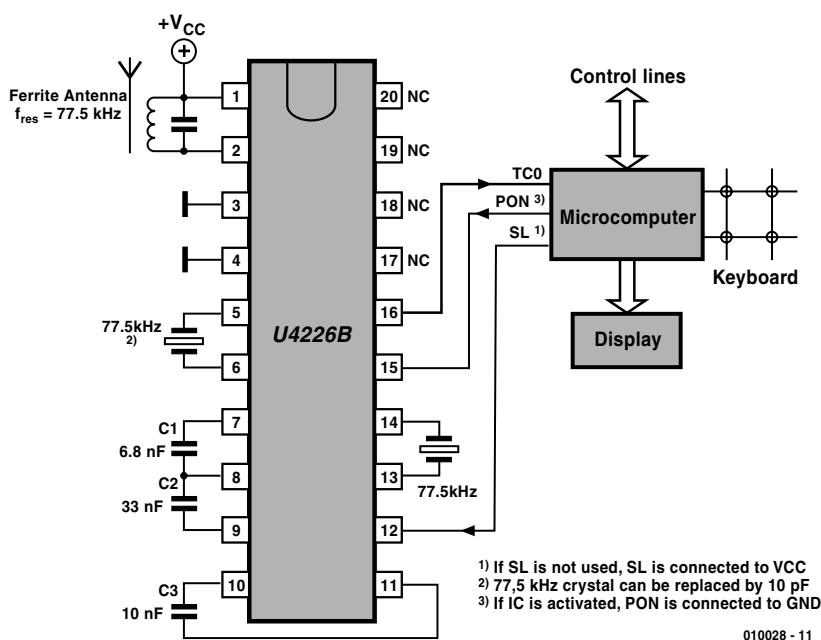 +VCC
Ferrite Antenna
fres = 77.5 kHz
1
2
3
4
5
6
7
8
9
10
77.5kHz
2)
C1
6.8 nF
C2
33 nF
C3
10 nF
U4226B
20 NC
19 NC
18 NC
17 NC
16
15
14
13
12
11
77.5kHz
TC0
PON 3)
SL 1)
Control lines
Microcomputer
Keyboard
Display
1) If SL is not used, SL is connected to VCC
2) 77,5 kHz crystal can be replaced by 10 pF
3) If IC is activated, PON is connected to GND
010028 - 11